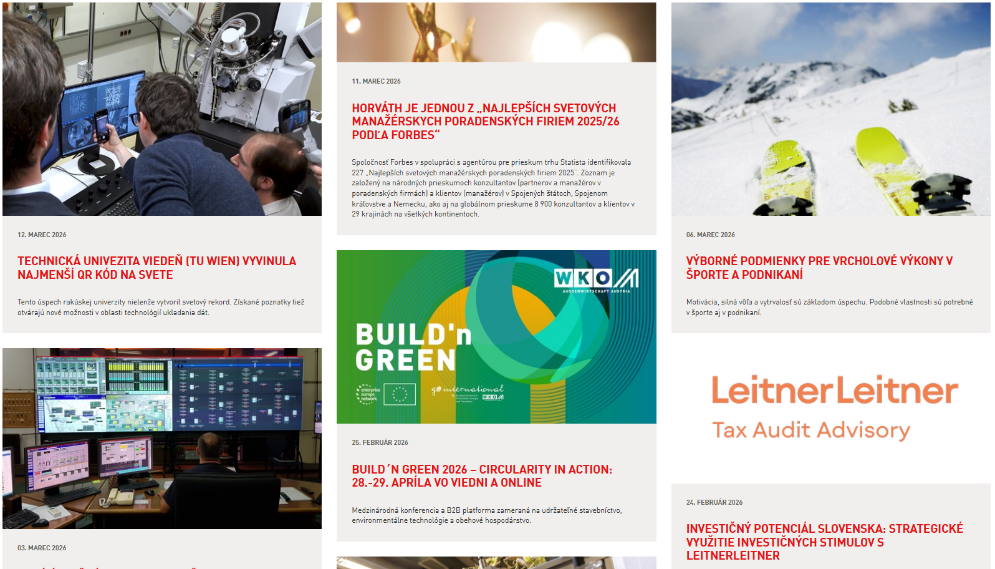 12. MAREC 2026
TECHNICKÁ UNIVEZITA VIEDEŇ (TU WIEN) VYVINULA
NAJMENŠÍ QR KÓD NA SVETE
Tento úspech rakúskej univerzity nielenže vytvoril svetový rekord. Získané poznatky tiež
otvárajú nové možnosti v oblasti technológií ukladania dát.
03. MAREC 2026
11. MAREC 2026
HORVÁTH JE JEDNOU Z „NAJLEPŠÍCH SVETOVÝCH
MANAŽÉRSKYCH PORADENSKÝCH FIRIEM 2025/26
PODĽA FORBES“
Spoločnosť Forbes v spolupráci s agentúrou pre prieskum trhu Statista identifikovala
227 „Najlepších svetových manažérskych poradenských firiem 2025“. Zoznam je
založený na národných prieskumoch konzultantov (partnerov a manažérov v
poradenských firmách) a klientov (manažérov) v Spojených štátoch, Spojenom
kráľovstve a Nemecku, ako aj na globálnom prieskume 8 900 konzultantov a klientov v
29 krajinách na všetkých kontinentoch.
WKO
AUSSENWIRTSCHAFT AUSTRIA
BUILD'n
GREEN
enterprise
europe
network
go international
WKO
25. FEBRUÁR 2026
BUILD´N GREEN 2026 – CIRCULARITY IN ACTION:
28.-29. APRÍLA VO VIEDNI A ONLINE
Medzinárodná konferencia a B2B platforma zameraná na udržateľné stavebníctvo,
environmentálne technológie a obehové hospodárstvo.
06. MAREC 2026
VÝBORNÉ PODMIENKY PRE VRCHOLOVÉ VÝKONY V
ŠPORTE A PODNIKANÍ
Motivácia, silná vôľa a vytrvalosť sú základom úspechu. Podobné vlastnosti sú potrebné
v športe aj v podnikaní.
LeitnerLeitner
Tax Audit Advisory
24. FEBRUÁR 2026
INVESTIČNÝ POTENCIÁL SLOVENSKA: STRATEGICKÉ
VYUŽITIE INVESTIČNÝCH STIMULOV S
LEITNERLEITNER